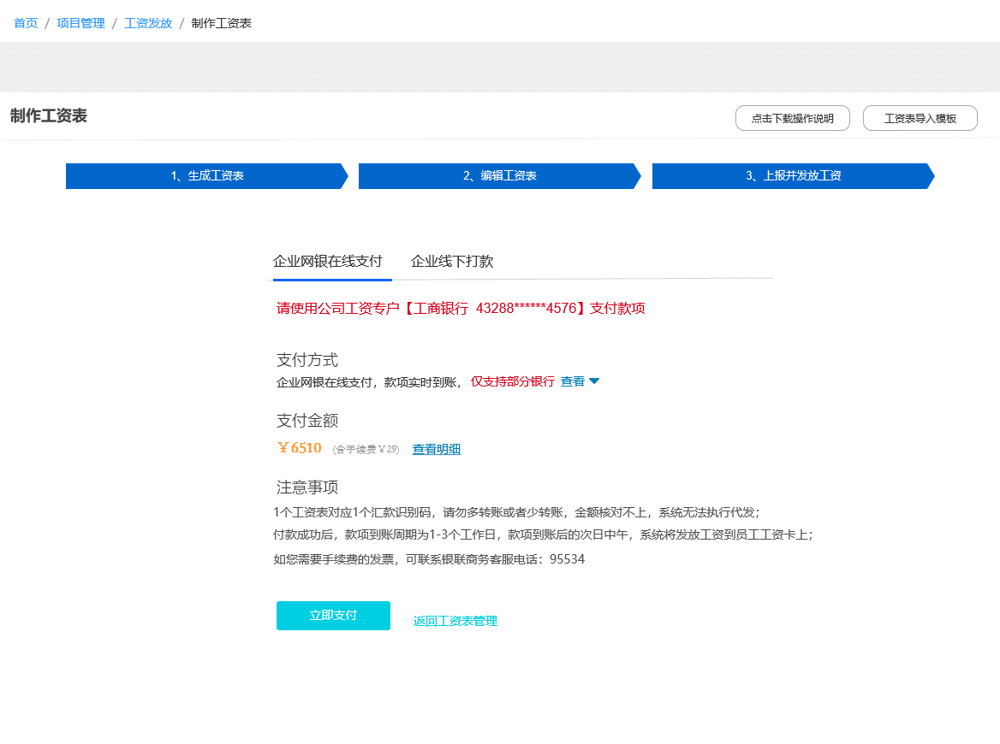 首页 / 项目管理 / 工资发放 / 制作工资表
制作工资表
点击下载操作说明
工资表导入模板
1、生成工资表
2、编辑工资表
3、上报并发放工资
企业网银在线支付
企业线下打款
请使用公司工资专户【工商银行 43288******4576】支付款项
支付方式
企业网银在线支付，款项实时到账，仅支持部分银行 查看
支付金额
￥6510 (含手续费￥29) 查看明细
注意事项
1个工资表对应1个汇款识别码，请勿多转账或者少转账，金额核对不上，系统无法执行代发；
付款成功后，款项到账周期为1-3个工作日，款项到账后的次日中午，系统将发放工资到员工工资卡上；
如您需要手续费的发票，可联系银联商务客服电话：95534
立即支付
返回工资表管理